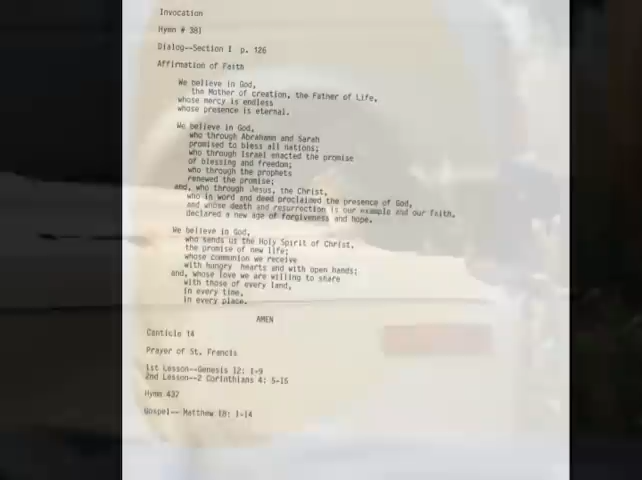 Invocation
Hymn # 381
Dialog--Section I p. 126
Affirmation of Faith
We believe in God,
the Mother of creation, the Father of Life,
whose mercy is endless
whose presence is eternal.
We believe in God,
who through Abraham and Sarah
promised to bless all nations;
who through Israel enacted the promise
of blessing and freedom;
who through the prophets
renewed the promise;
and, who through Jesus, the Christ,
who in word and deed proclaimed the presence of God,
and whose death and resurrection is our example and our faith,
declared a new age of forgiveness and hope.
We believe in God,
who sends us the Holy Spirit of Christ,
the promise of new life;
whose communion we receive
with hungry hearts and with open hands;
and, whose love we are willing to share
with those of every land,
in every time,
in every place.
AMEN
Canticle 14
Prayer of St. Francis
1st Lesson--Genesis 12: 1-9
2nd Lesson--2 Corinthians 4: 5-15
Hymn 437
Gospel-- Matthew 18: 1-14